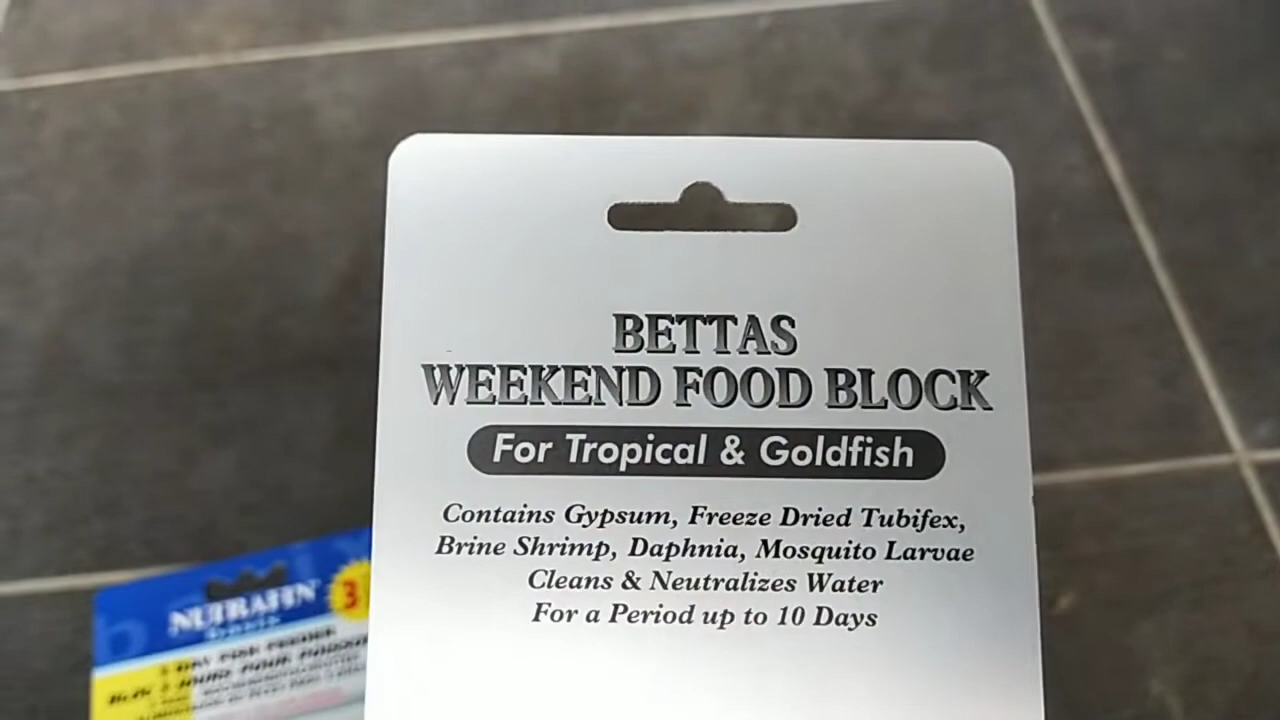 BETTAS
WEEKEND FOOD BLOCK
For Tropical & Goldfish
Contains Gypsum, Freeze Dried Tubifex,
Brine Shrimp, Daphnia, Mosquito Larvae
Cleans & Neutralizes Water
For a Period up to 10 Days
NUTRAFIN
3